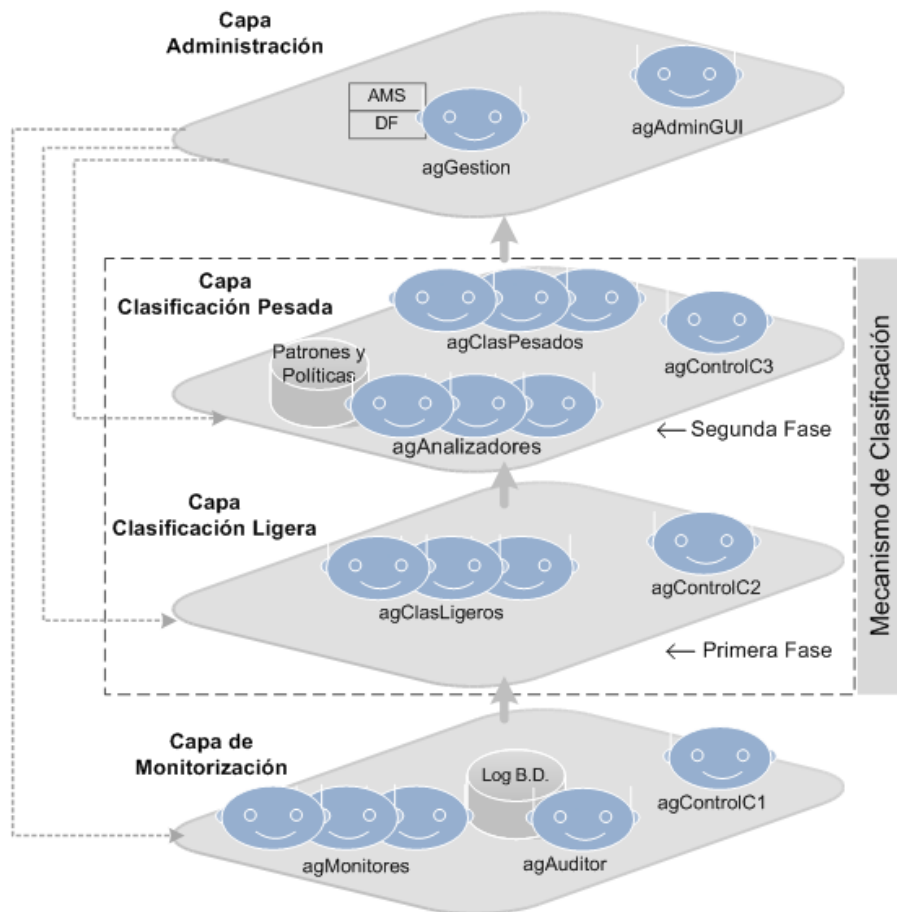 Capa
Administración
AMS
DF
agGestion
agAdminGUI
Capa
Clasificación Pesada
agClasPesados
agControlC3
Patrones y
Políticas
agAnalizadores
← Segunda Fase
Capa
Clasificación Ligera
agClasLigeros
agControlC2
← Primera Fase
Mecanismo de Clasificación
Capa de
Monitorización
Log B.D.
agControlC1
agMonitores
agAuditor